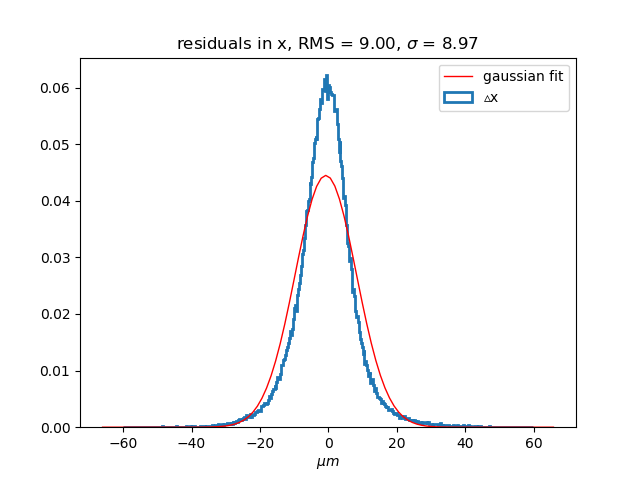 residuals in x, RMS = 9.00, σ = 8.97
gaussian fit
△x
0.06
0.05
0.04
0.03
0.02
0.01
0.00
−60 −40 −20 0 20 40 60
μm